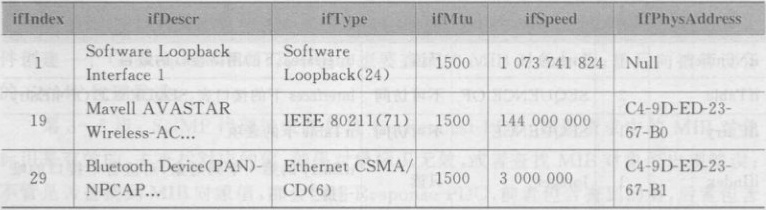 ifIndex ifDescr ifType ifMtu ifSpeed IfPhysAddress
1 Software Loopback Interface 1 Software Loopback(24) 1500 1 073 741 824 Null
19 Mavell AVASTAR Wireless-AC... IEEE 80211(71) 1500 144 000 000 C4-9D-ED-23-67-B0
29 Bluetooth Device(PAN)-NPCAP... Ethernet CSMA/CD(6) 1500 3 000 000 C4-9D-ED-23-67-B1